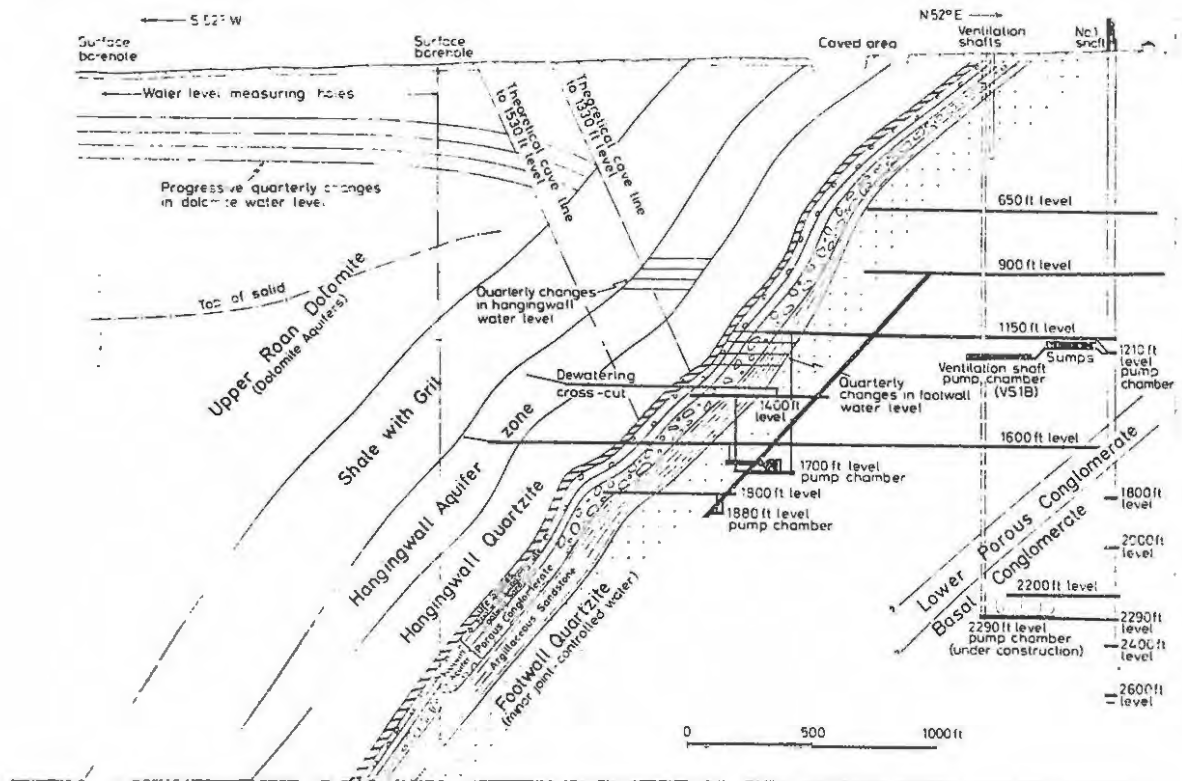 S 52° W
N 52° E
Surface
borehole
Surface
borehole
Caved area
Ventilation
shafts
No.1
shaft
Water level measuring holes
Theoretical cave line
to 1530 ft level
Theoretical cave line
to 1330 ft level
Progressive quarterly changes
in dolomite water level
650 ft level
900 ft level
Top of solid
Upper Roan Dolomite
(Dolomite Aquifers)
Quarterly changes
in hangingwall
water level
1150 ft level
Sumps
1210 ft
level
pump
chamber
Ventilation shaft
pump chamber
(VS1B)
Dewatering
cross-cut
Quarterly
changes in footwall
water level
1400 ft
level
Shale with Grit
1600 ft level
1700 ft level
pump chamber
1800 ft level
1880 ft level
pump chamber
Hangingwall Aquifer zone
Hangingwall Quartzite
Porous Conglomerate
Argillaceous Sandstone
Footwall Quartzite
(minor joint-controlled water)
Lower Porous Conglomerate
Basal Conglomerate
1800 ft
level
2000 ft
level
2200 ft level
2290 ft level
pump chamber
(under construction)
2290 ft
level
2400 ft
level
2600 ft
level
0 500 1000 ft